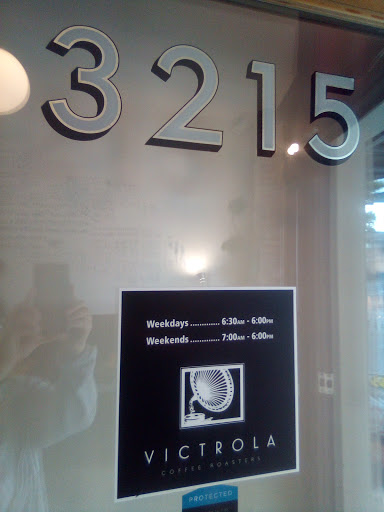 3215
Weekdays ............. 6:30AM - 6:00PM
Weekends ............. 7:00AM - 6:00PM
VICTROLA
COFFEE ROASTERS
PROTECTED